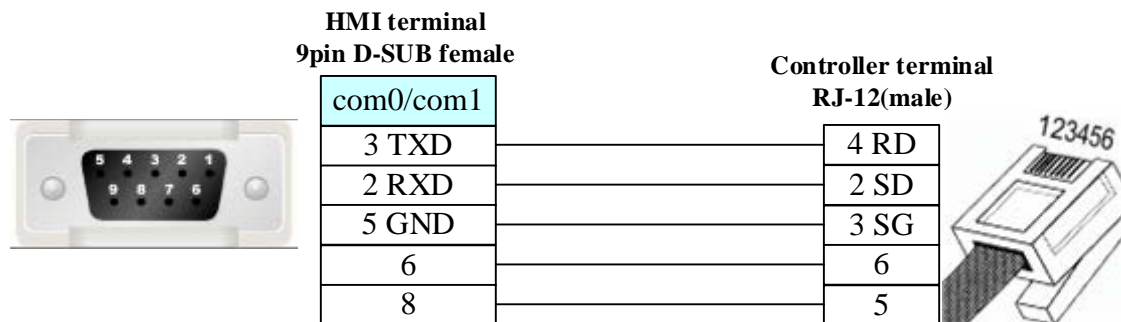 HMI terminal
9pin D-SUB female
com0/com1
3 TXD
2 RXD
5 GND
6
8
Controller terminal
RJ-12(male)
4 RD
2 SD
3 SG
6
5
5 4 3 2 1
9 8 7 6
123456